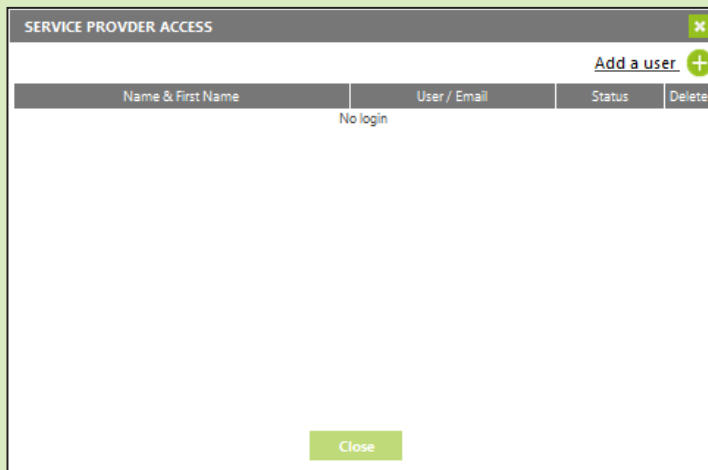 SERVICE PROVDER ACCESS
Add a user
Name & First Name User / Email Status Delete
No login
Close